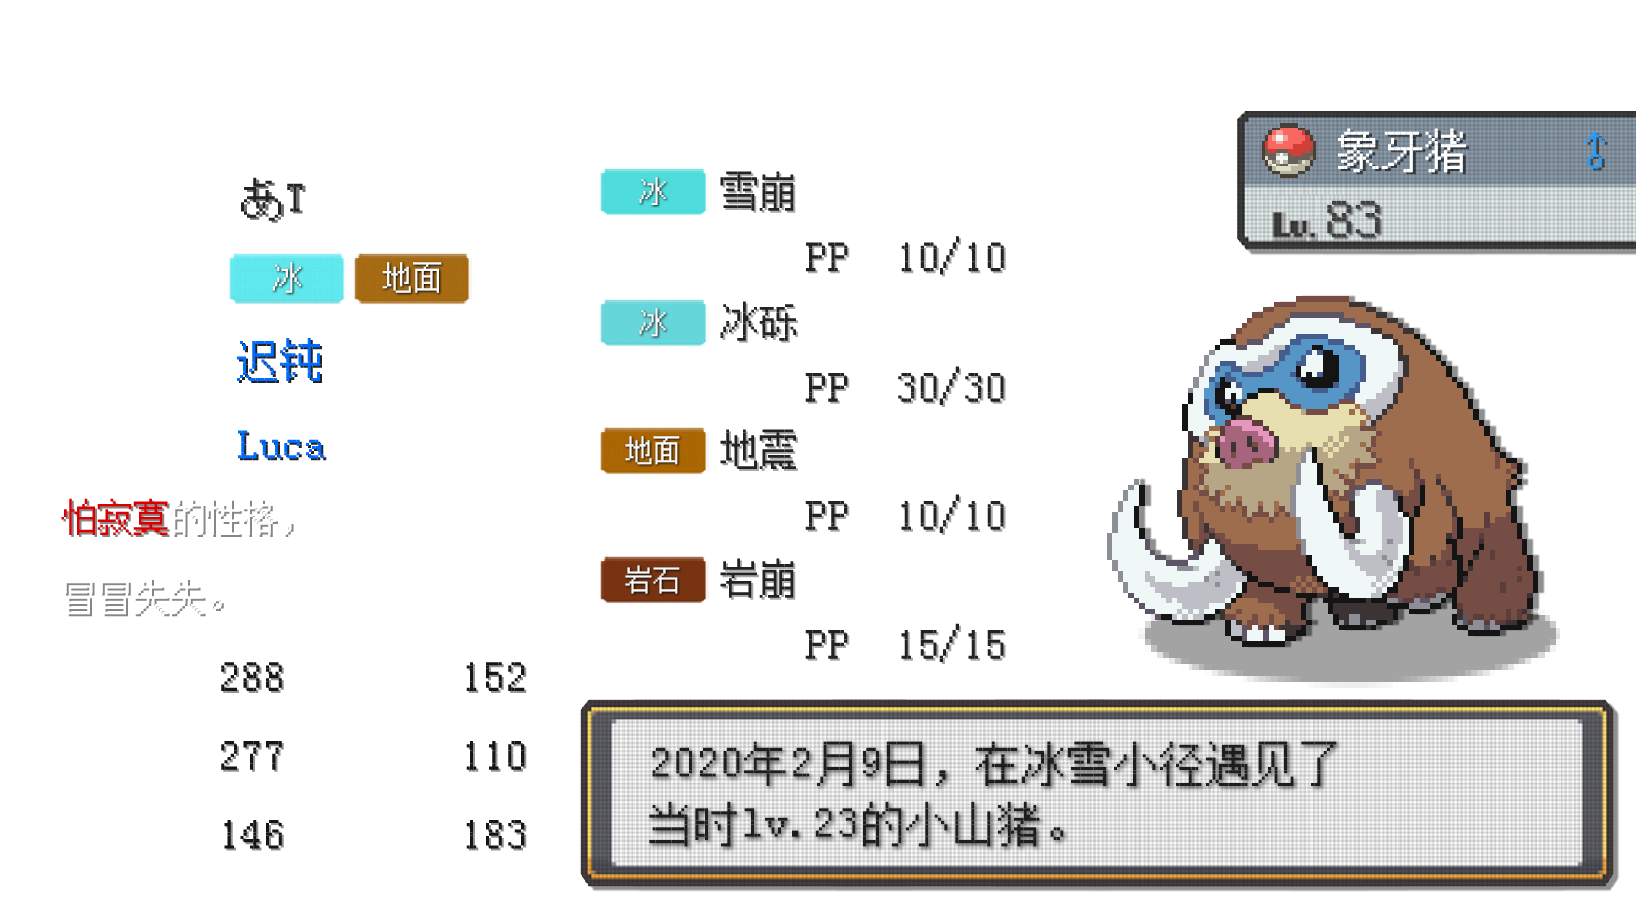 象牙猪 ♂
Lv.83
あT
冰 地面
迟钝
Luca
怕寂寞的性格，
冒冒失失。
288 152
277 110
146 183
冰 雪崩
PP 10/10
冰 冰砾
PP 30/30
地面 地震
PP 10/10
岩石 岩崩
PP 15/15
2020年2月9日，在冰雪小径遇见了
当时lv.23的小山猪。